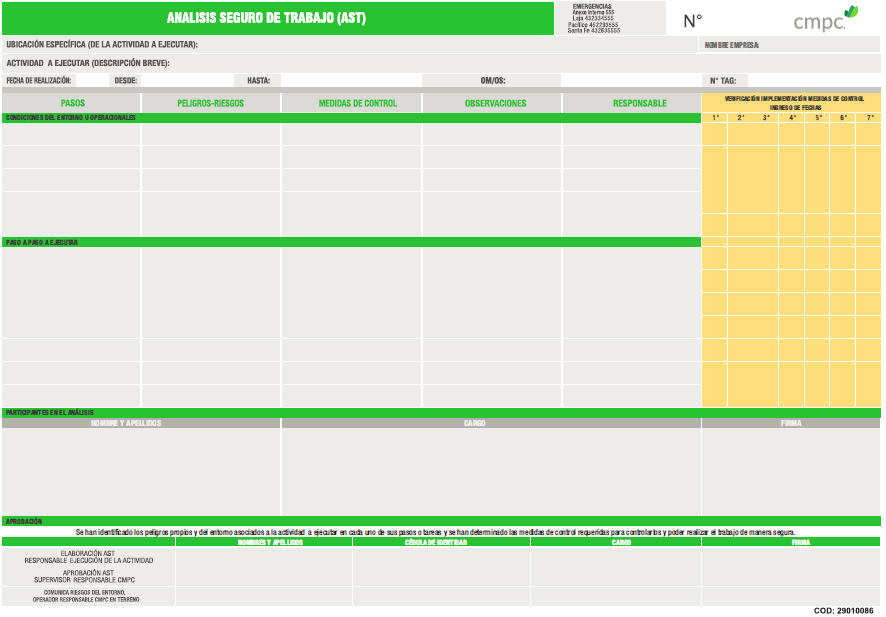 ANALISIS SEGURO DE TRABAJO (AST)
EMERGENCIAS
Anexo Interno 555
Laja 432334555
Pacífico 452293555
Santa Fe 432635555
N°
cmpc.
UBICACIÓN ESPECÍFICA (DE LA ACTIVIDAD A EJECUTAR):
NOMBRE EMPRESA:
ACTIVIDAD A EJECUTAR (DESCRIPCIÓN BREVE):
FECHA DE REALIZACIÓN: DESDE: HASTA: OM/OS: N° TAG:
PASOS PELIGROS-RIESGOS MEDIDAS DE CONTROL OBSERVACIONES RESPONSABLE
VERIFICACIÓN IMPLEMENTACIÓN MEDIDAS DE CONTROL
INGRESO DE FECHAS
CONDICIONES DEL ENTORNO U OPERACIONALES
1° 2° 3° 4° 5° 6° 7°
PASO A PASO A EJECUTAR
PARTICIPANTES EN EL ANÁLISIS
NOMBRE Y APELLIDOS CARGO FIRMA
APROBACIÓN
Se han identificado los peligros propios y del entorno asociados a la actividad a ejecutar en cada uno de sus pasos o tareas y se han determinado las medidas de control requeridas para controlarlos y poder realizar el trabajo de manera segura.
NOMBRES Y APELLIDOS CÉDULA DE IDENTIDAD CARGO FIRMA
ELABORACIÓN AST
RESPONSABLE EJECUCIÓN DE LA ACTIVIDAD
APROBACIÓN AST
SUPERVISOR RESPONSABLE CMPC
COMUNICA RIESGOS DEL ENTORNO,
OPERADOR RESPONSABLE CMPC EN TERRENO
COD: 29010086